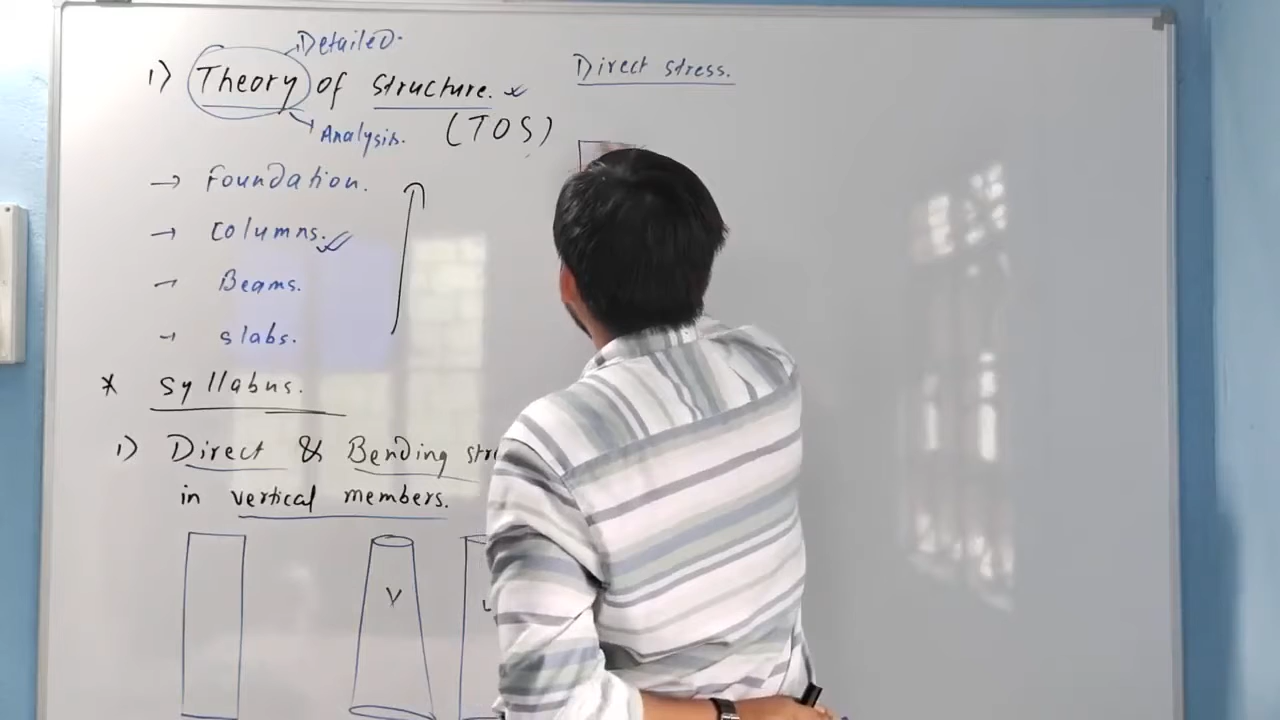 Detailed.
1) Theory of structure.
Analysis. (TOS)
→ Foundation.
→ Columns.
→ Beams.
→ slabs.
* Syllabus.
1) Direct & Bending
in vertical members.
V
Direct stress.